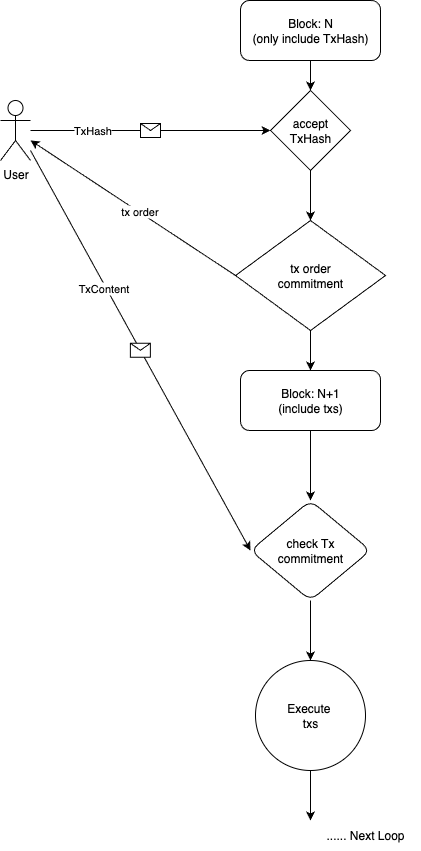 Block: N
(only include TxHash)
accept
TxHash
TxHash
User
tx order
tx order
commitment
TxContent
Block: N+1
(include txs)
check Tx
commitment
Execute
txs
...... Next Loop